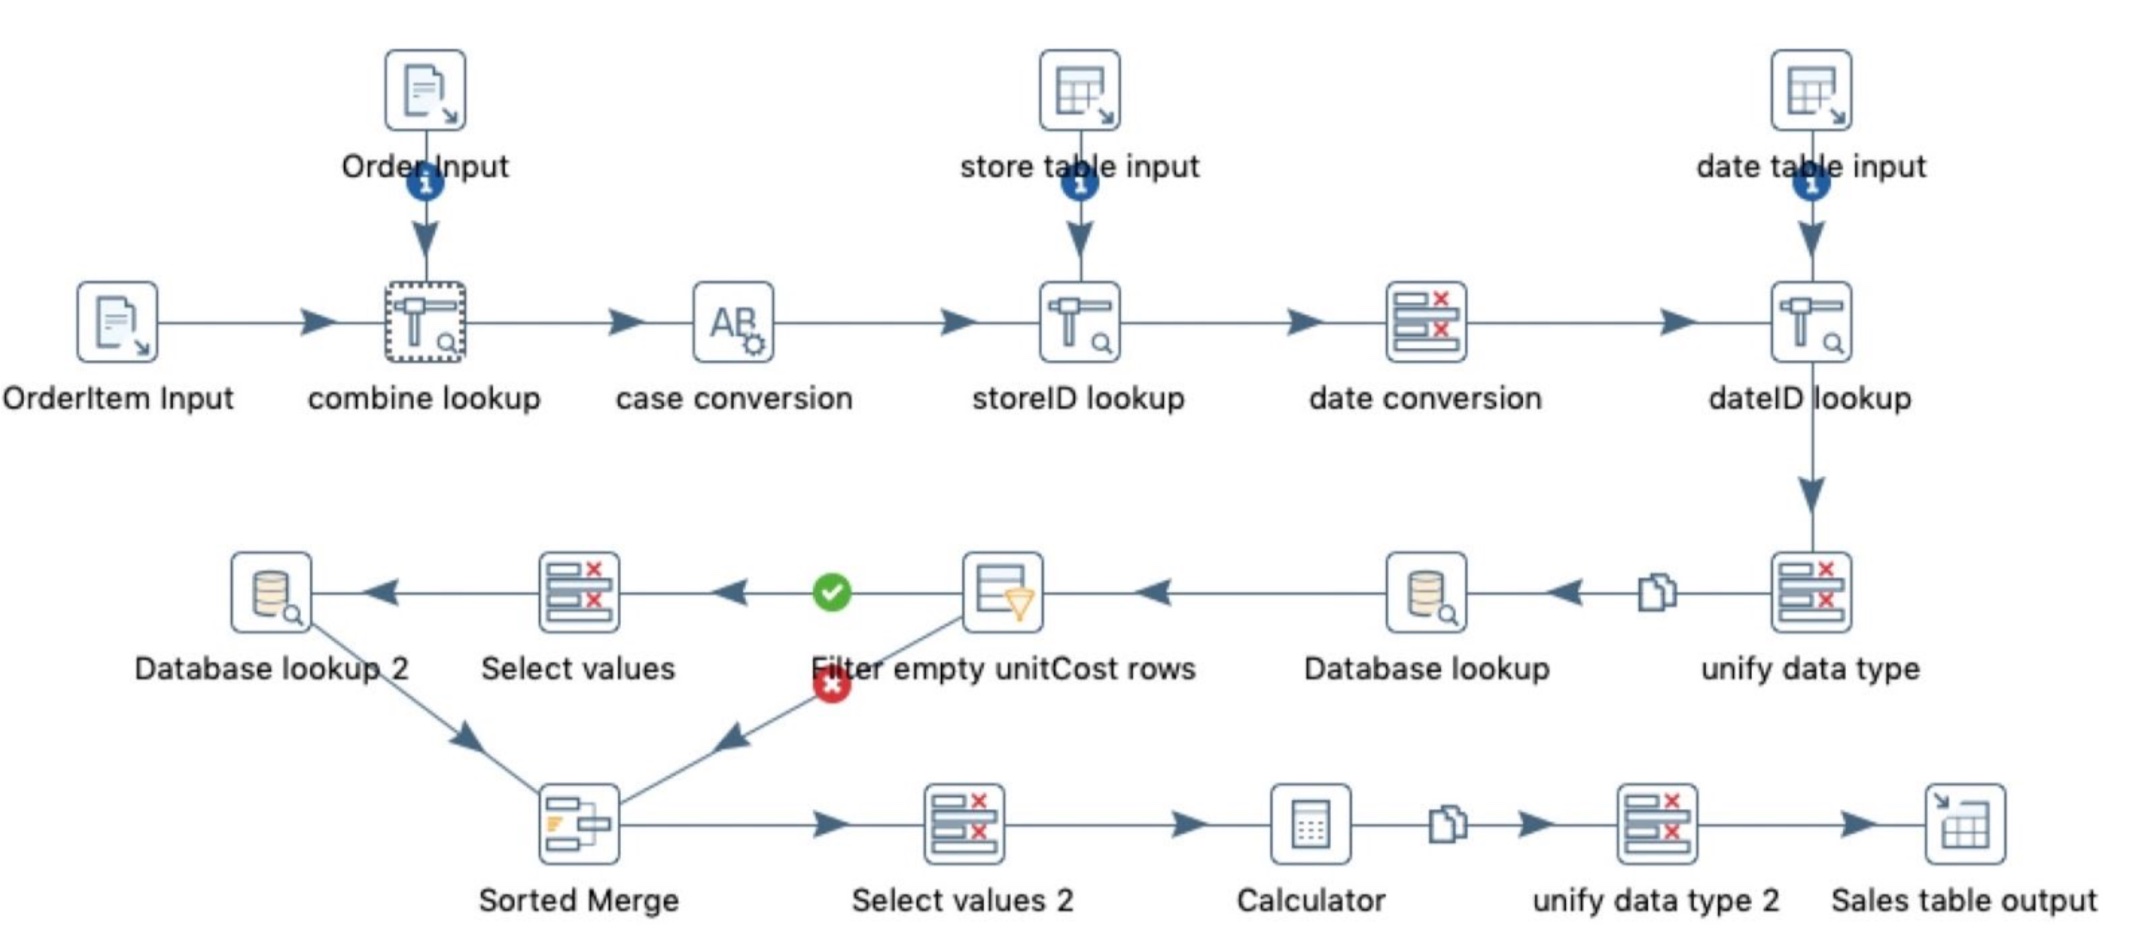 Order Input
store table input
date table input
OrderItem Input
combine lookup
AB
case conversion
storeID lookup
date conversion
dateID lookup
Database lookup 2
Select values
Filter empty unitCost rows
Database lookup
unify data type
Sorted Merge
Select values 2
Calculator
unify data type 2
Sales table output